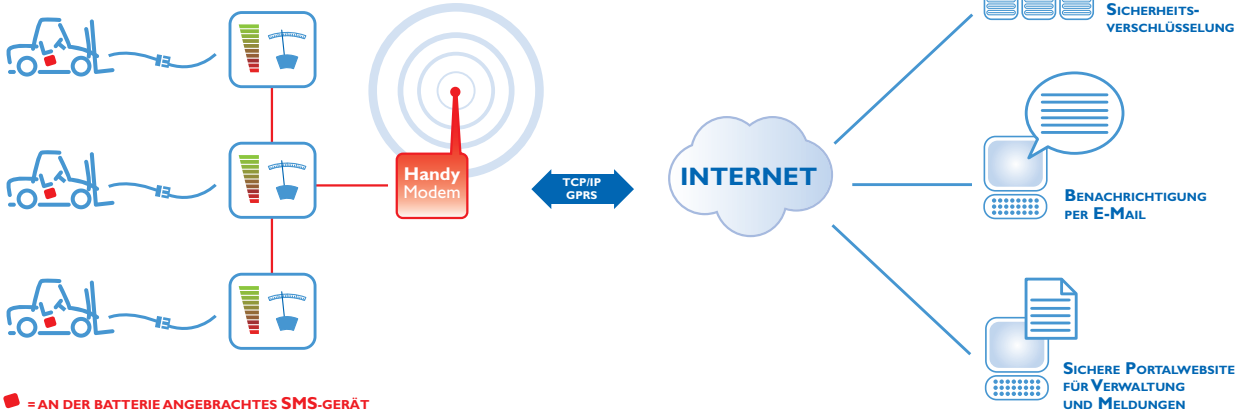 SICHERHEITS-
VERSCHLÜSSELUNG
Handy
Modem
TCP/IP
GPRS
INTERNET
BENACHRICHTIGUNG
PER E-MAIL
SICHERE PORTALWEBSITE
FÜR VERWALTUNG
UND MELDUNGEN
= AN DER BATTERIE ANGEBRACHTES SMS-GERÄT